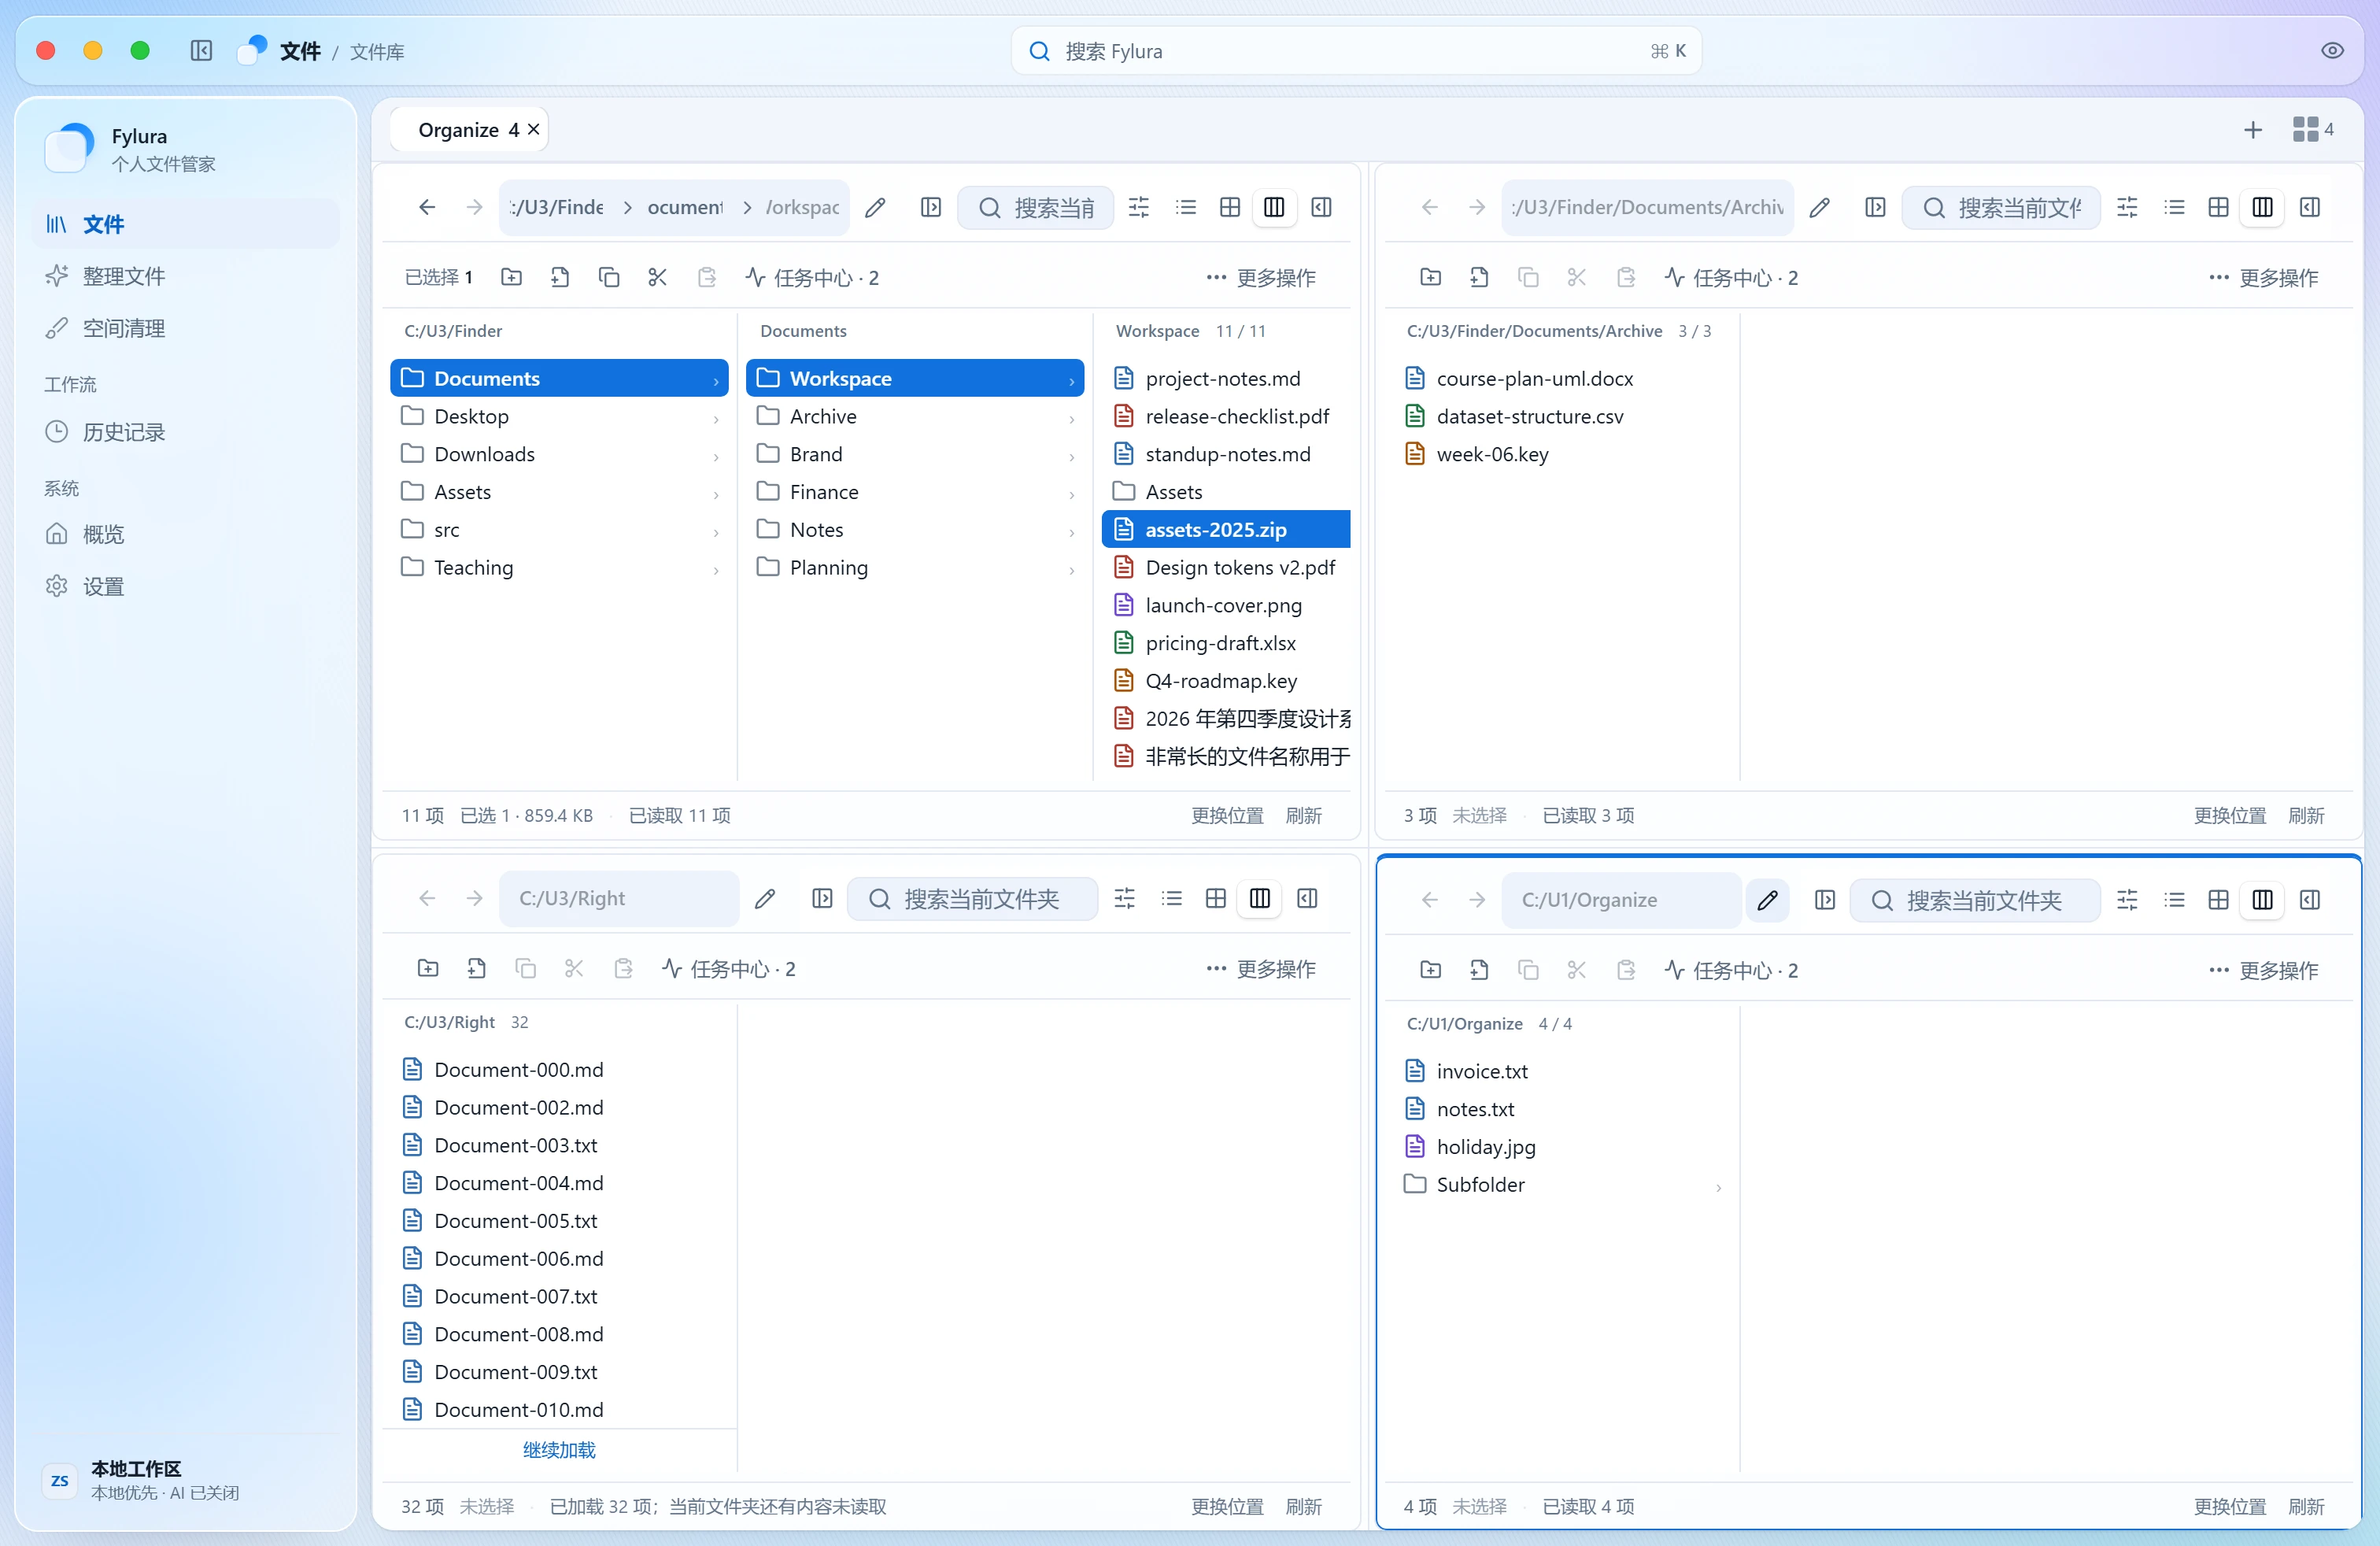 文件 / 文件库
搜索 Fylura ⌘ K
Fylura
个人文件管家
文件
整理文件
空间清理
工作流
历史记录
系统
概览
设置
ZS
本地工作区
本地优先 · AI 已关闭
Organize 4
4
:/U3/Finde ocument /orkspac
搜索当前
已选择 1
任务中心 · 2
更多操作
C:/U3/Finder
Documents
Desktop
Downloads
Assets
src
Teaching
Documents
Workspace
Archive
Brand
Finance
Notes
Planning
Workspace 11 / 11
project-notes.md
release-checklist.pdf
standup-notes.md
Assets
assets-2025.zip
Design tokens v2.pdf
launch-cover.png
pricing-draft.xlsx
Q4-roadmap.key
2026 年第四季度设计系
非常长的文件名称用于
11 项 已选 1 · 859.4 KB · 已读取 11 项
更换位置 刷新
:/U3/Finder/Documents/Archiv
搜索当前文件
任务中心 · 2
更多操作
C:/U3/Finder/Documents/Archive 3 / 3
course-plan-uml.docx
dataset-structure.csv
week-06.key
3 项 未选择 · 已读取 3 项
更换位置 刷新
C:/U3/Right
搜索当前文件夹
任务中心 · 2
更多操作
C:/U3/Right 32
Document-000.md
Document-002.md
Document-003.txt
Document-004.md
Document-005.txt
Document-006.md
Document-007.txt
Document-008.md
Document-009.txt
Document-010.md
继续加载
32 项 未选择 · 已加载 32 项；当前文件夹还有内容未读取
更换位置 刷新
C:/U1/Organize
搜索当前文件夹
任务中心 · 2
更多操作
C:/U1/Organize 4 / 4
invoice.txt
notes.txt
holiday.jpg
Subfolder
4 项 未选择 · 已读取 4 项
更换位置 刷新